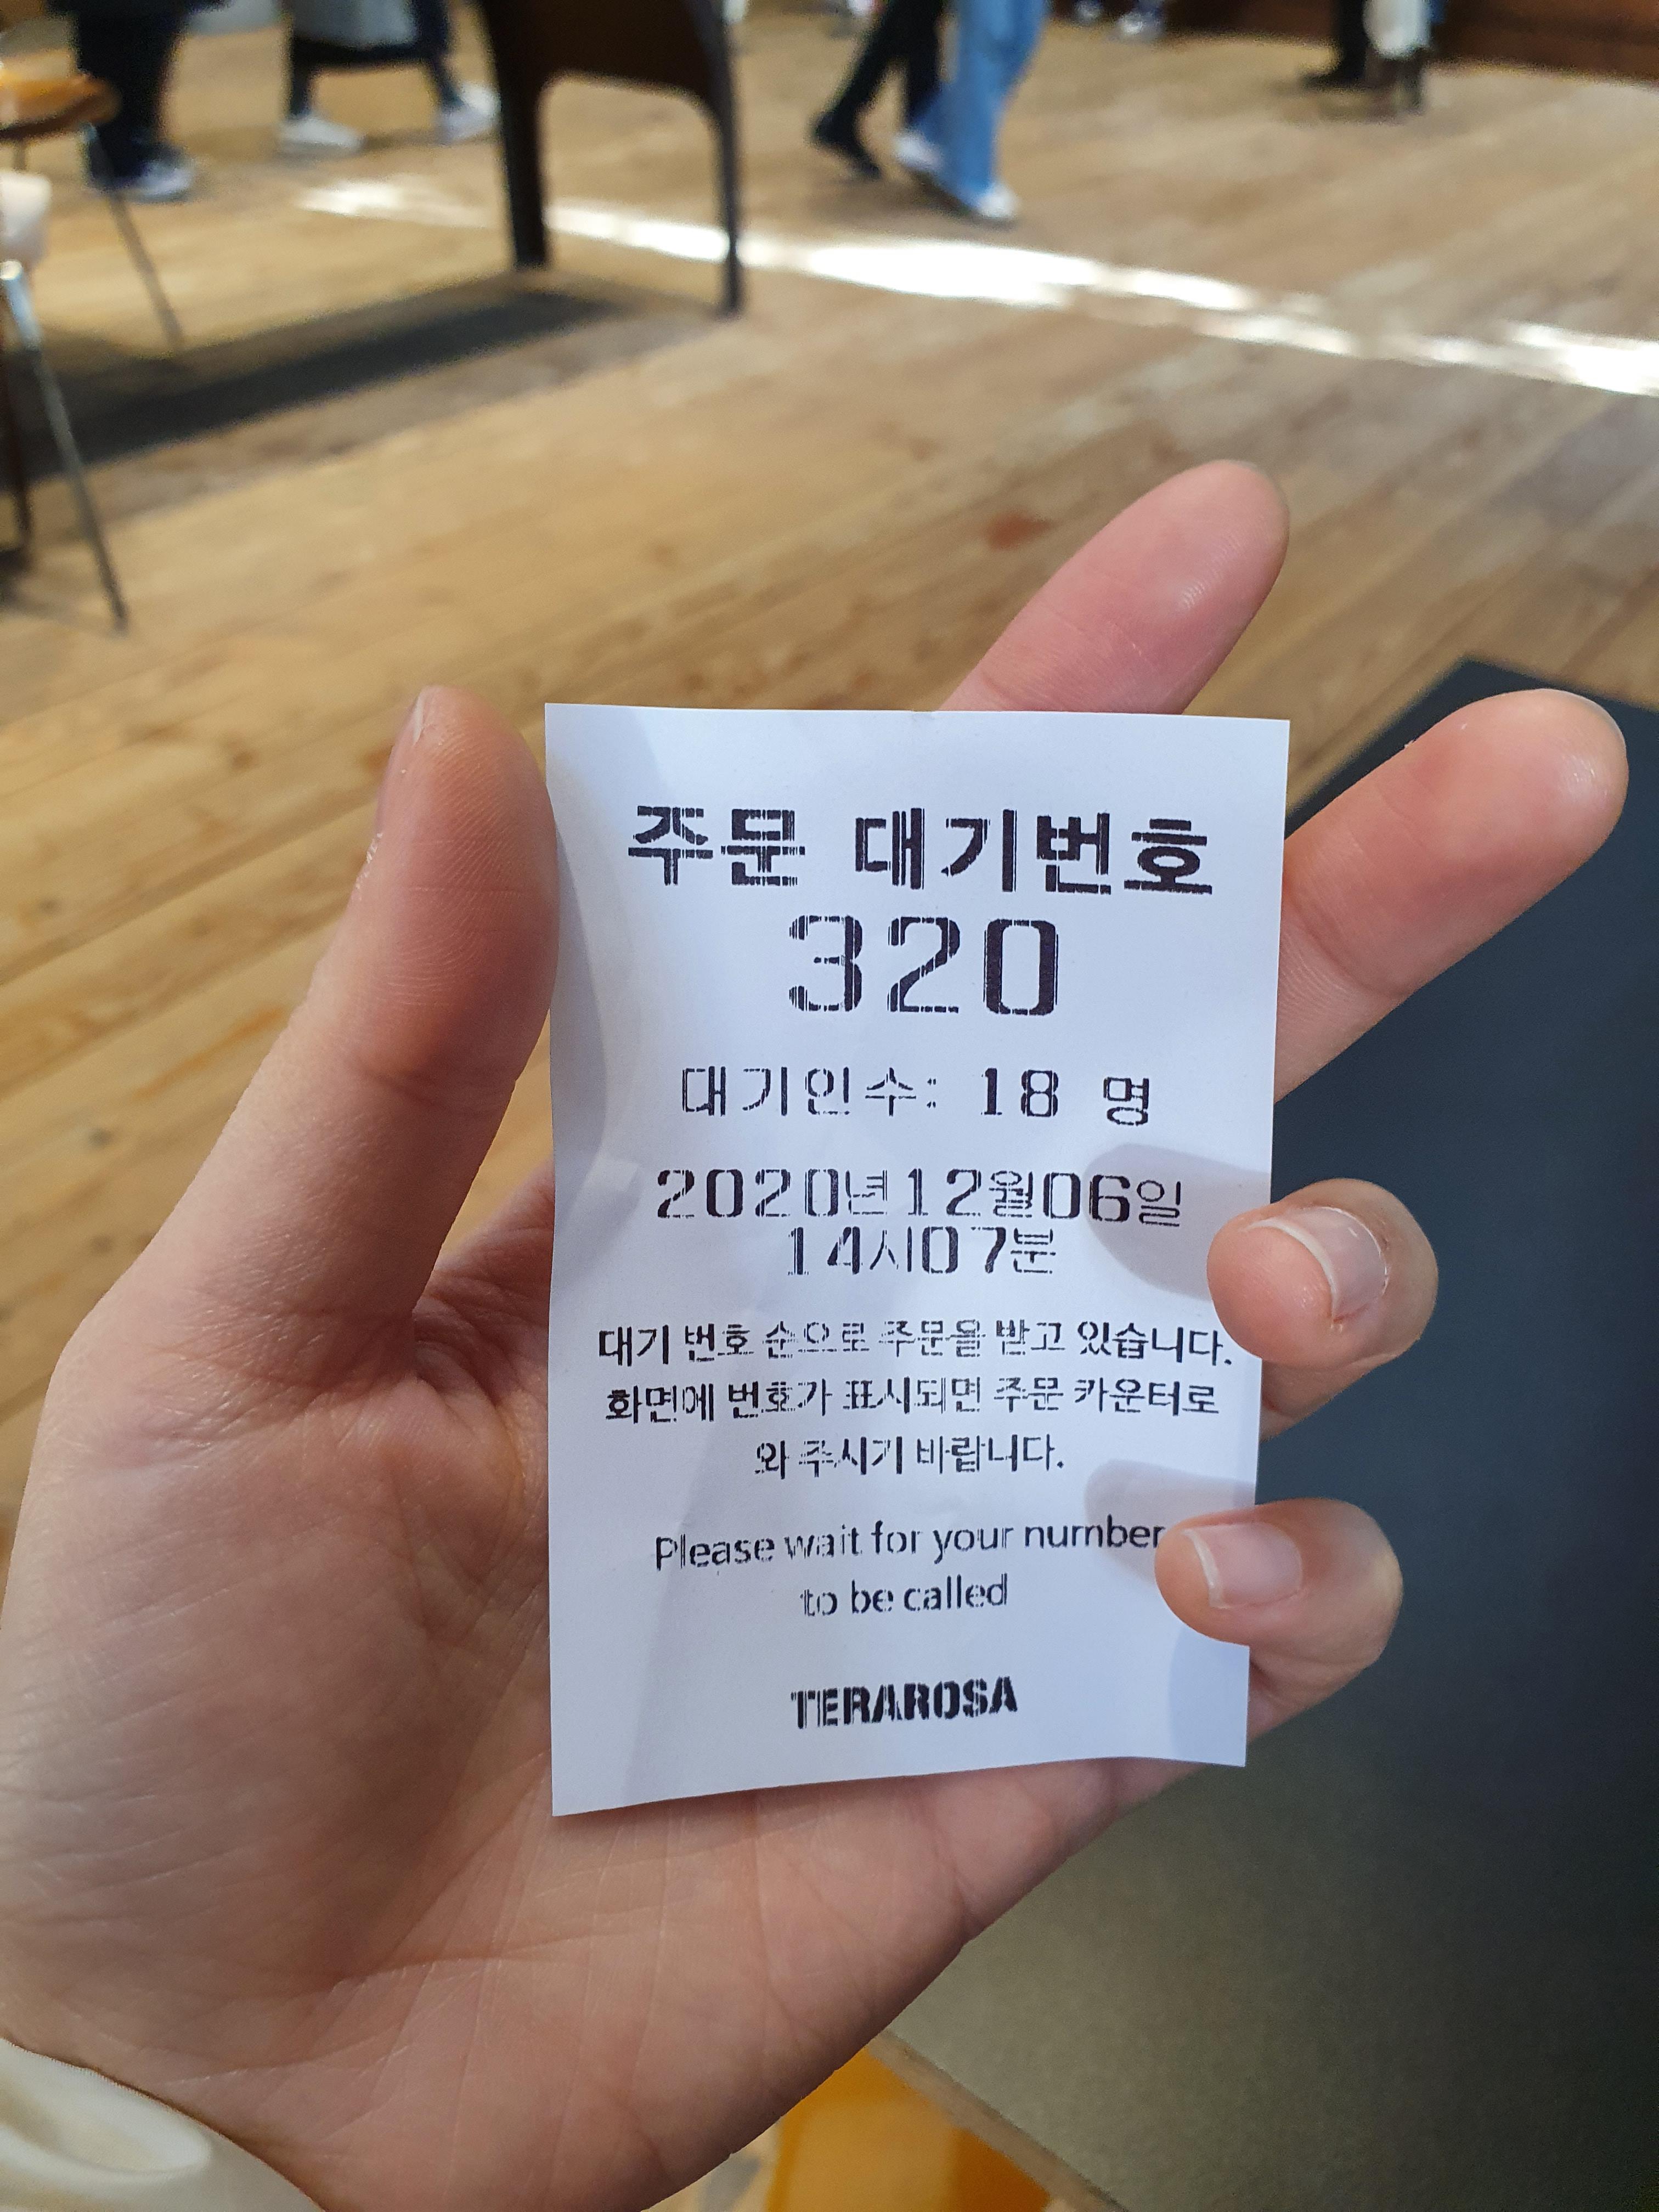 주문 대기번호
320
대기인수: 18 명
2020년12월06일
14시07분
대기 번호 순으로 주문을 받고 있습니다.
화면에 번호가 표시되면 주문 카운터로
와 주시기 바랍니다.
Please wait for your number
to be called
TERAROSA